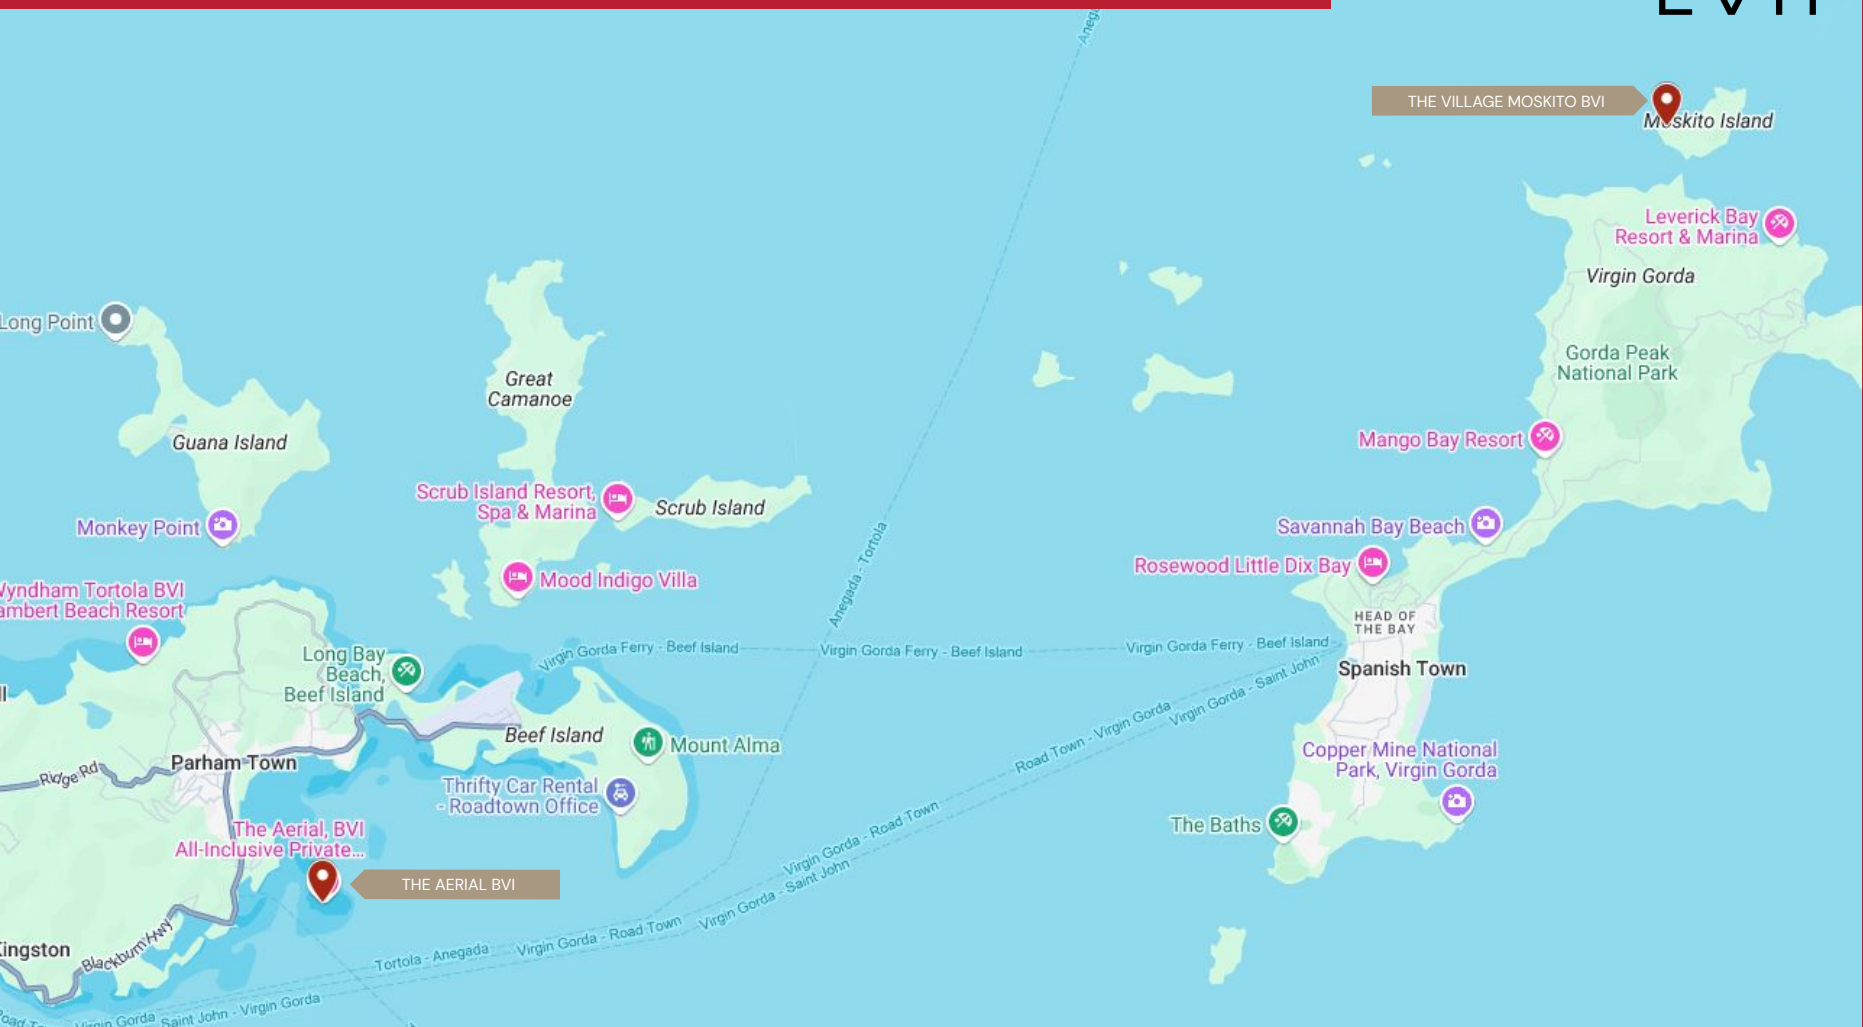 THE VILLAGE MOSKITO BVI
Moskito Island
Leverick Bay
Resort & Marina
Virgin Gorda
Long Point
Gorda Peak
National Park
Great
Camanoe
Guana Island
Mango Bay Resort
Scrub Island Resort,
Spa & Marina
Scrub Island
Monkey Point
Savannah Bay Beach
Rosewood Little Dix Bay
Mood Indigo Villa
Anegada - Tortola
Tortola BVI
Beach Resort
HEAD OF
THE BAY
Virgin Gorda Ferry - Beef Island
Virgin Gorda Ferry - Beef Island
Virgin Gorda Ferry - Beef Island
Long Bay
Beach,
Beef Island
Spanish Town
Virgin Gorda - Saint John
Road Town - Virgin Gorda
Beef Island
Mount Alma
Copper Mine National
Park, Virgin Gorda
Parham Town
Ridge Rd
Thrifty Car Rental
- Roadtown Office
The Baths
The Aerial, BVI
All-Inclusive Private...
Virgin Gorda - Road Town
Virgin Gorda - Saint John
THE AERIAL BVI
Virgin Gorda - Road Town
Tortola - Anegada
Blackburn Hwy
Saint John - Virgin Gorda
Virgin Gorda